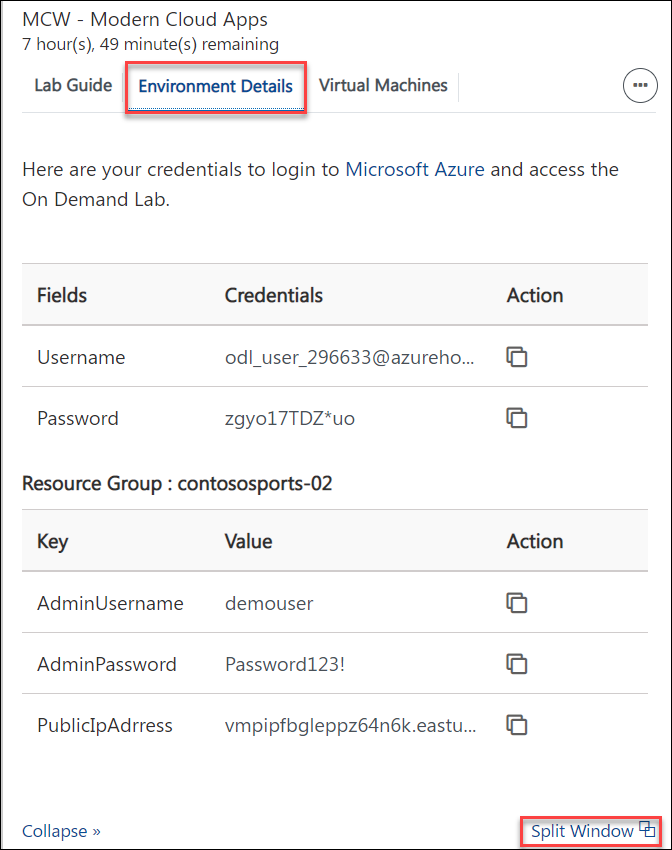 MCW - Modern Cloud Apps
7 hour(s), 49 minute(s) remaining
Lab Guide Environment Details Virtual Machines
Here are your credentials to login to Microsoft Azure and access the
On Demand Lab.
Fields Credentials Action
Username odl_user_296633@azureho...
Password zgyo17TDZ*uo
Resource Group : contososports-02
Key Value Action
AdminUsername demouser
AdminPassword Password123!
PublicIpAdrress vmpipfbgleppz64n6k.eastu...
Collapse » Split Window